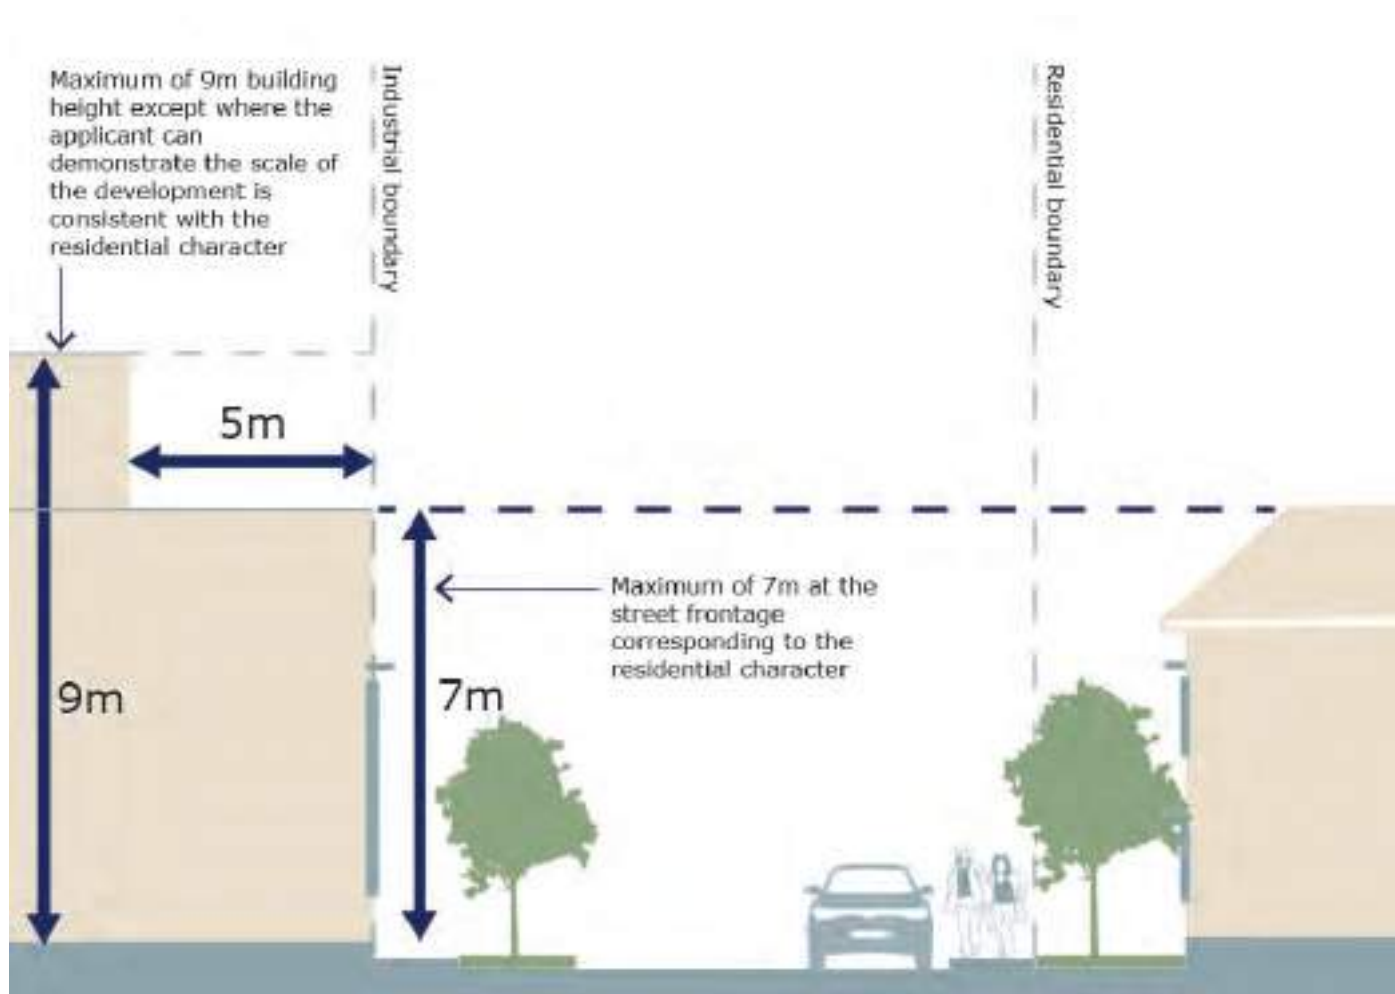 Maximum of 9m building
height except where the
applicant can
demonstrate the scale of
the development is
consistent with the
residential character
Industrial boundary
Residential boundary
5m
Maximum of 7m at the
street frontage
corresponding to the
residential character
9m
7m